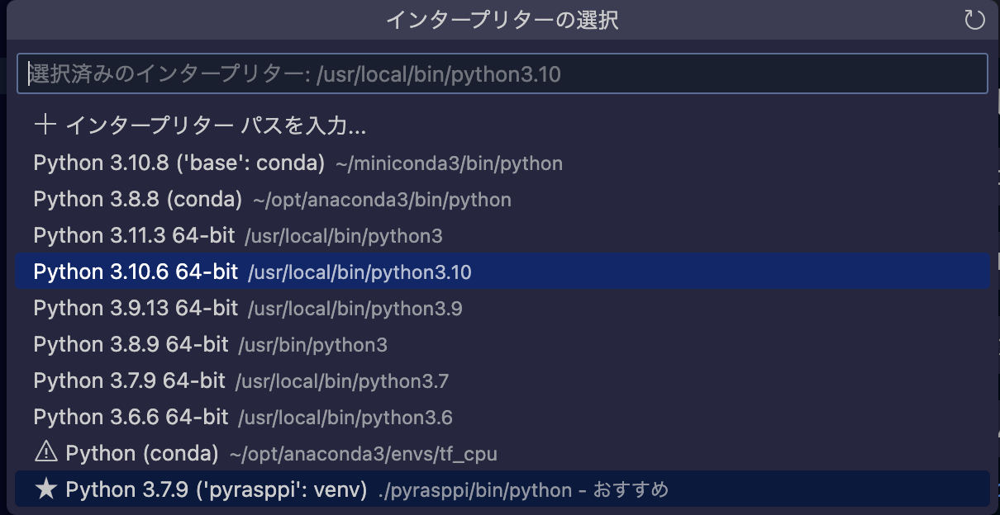 インタープリターの選択
選択済みのインタープリター: /usr/local/bin/python3.10
インタープリター パスを入力...
Python 3.10.8 ('base': conda) ~/miniconda3/bin/python
Python 3.8.8 (conda) ~/opt/anaconda3/bin/python
Python 3.11.3 64-bit /usr/local/bin/python3
Python 3.10.6 64-bit /usr/local/bin/python3.10
Python 3.9.13 64-bit /usr/local/bin/python3.9
Python 3.8.9 64-bit /usr/bin/python3
Python 3.7.9 64-bit /usr/local/bin/python3.7
Python 3.6.6 64-bit /usr/local/bin/python3.6
Python (conda) ~/opt/anaconda3/envs/tf_cpu
★ Python 3.7.9 ('pyrasppi': venv) ./pyrasppi/bin/python - おすすめ